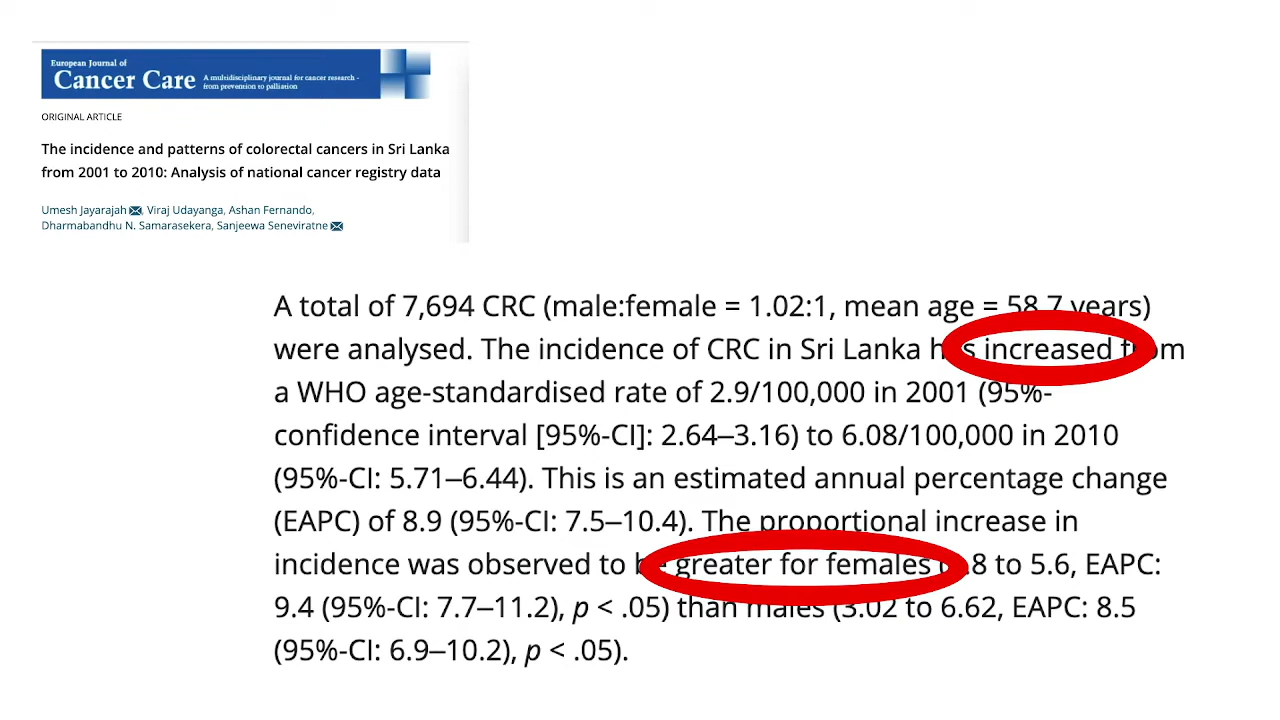 European Journal of
Cancer Care
A multidisciplinary journal for cancer research -
from prevention to palliation
ORIGINAL ARTICLE
The incidence and patterns of colorectal cancers in Sri Lanka
from 2001 to 2010: Analysis of national cancer registry data
Umesh Jayarajah, Viraj Udayanga, Ashan Fernando,
Dharmabandhu N. Samarasekera, Sanjeewa Seneviratne
A total of 7,694 CRC (male:female = 1.02:1, mean age = 58.7 years)
were analysed. The incidence of CRC in Sri Lanka has increased from
a WHO age-standardised rate of 2.9/100,000 in 2001 (95%-
confidence interval [95%-CI]: 2.64–3.16) to 6.08/100,000 in 2010
(95%-CI: 5.71–6.44). This is an estimated annual percentage change
(EAPC) of 8.9 (95%-CI: 7.5–10.4). The proportional increase in
incidence was observed to be greater for females to 5.6, EAPC:
9.4 (95%-CI: 7.7–11.2), p < .05) than males (3.02 to 6.62, EAPC: 8.5
(95%-CI: 6.9–10.2), p < .05).